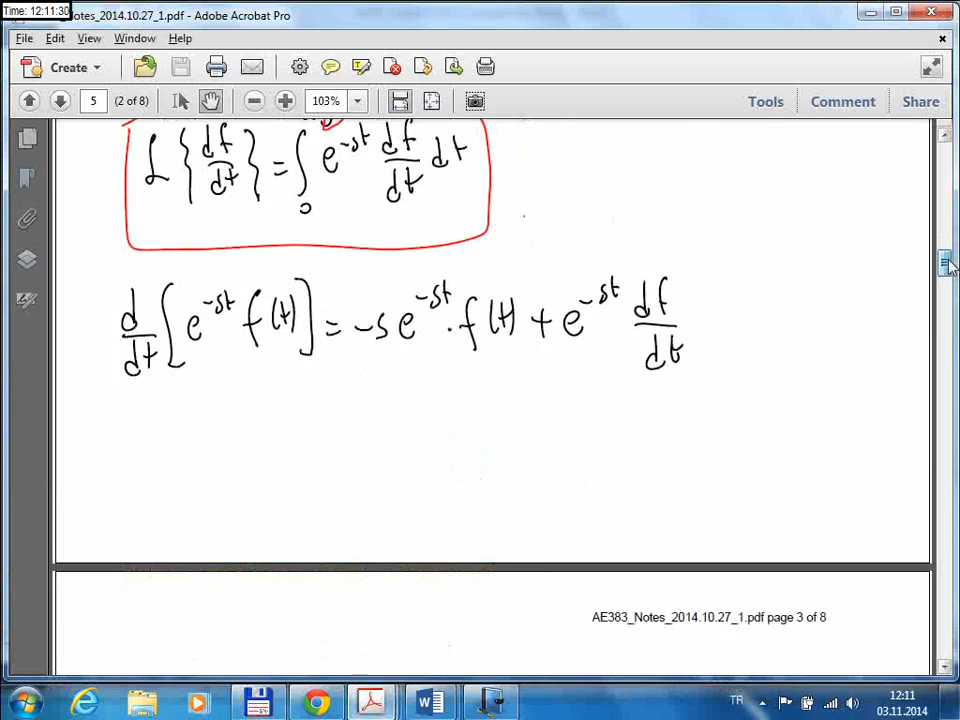 Time: 12:11:30
Notes_2014.10.27_1.pdf - Adobe Acrobat Pro
File Edit View Window Help
Create
5 (2 of 8) 103% Tools Comment Share
ℒ{df/dt} = ∫₀ e^-st df/dt dt
d/dt [e^-st f(t)] = -se^-st · f(t) + e^-st df/dt
AE383_Notes_2014.10.27_1.pdf page 3 of 8
TR
12:11
03.11.2014